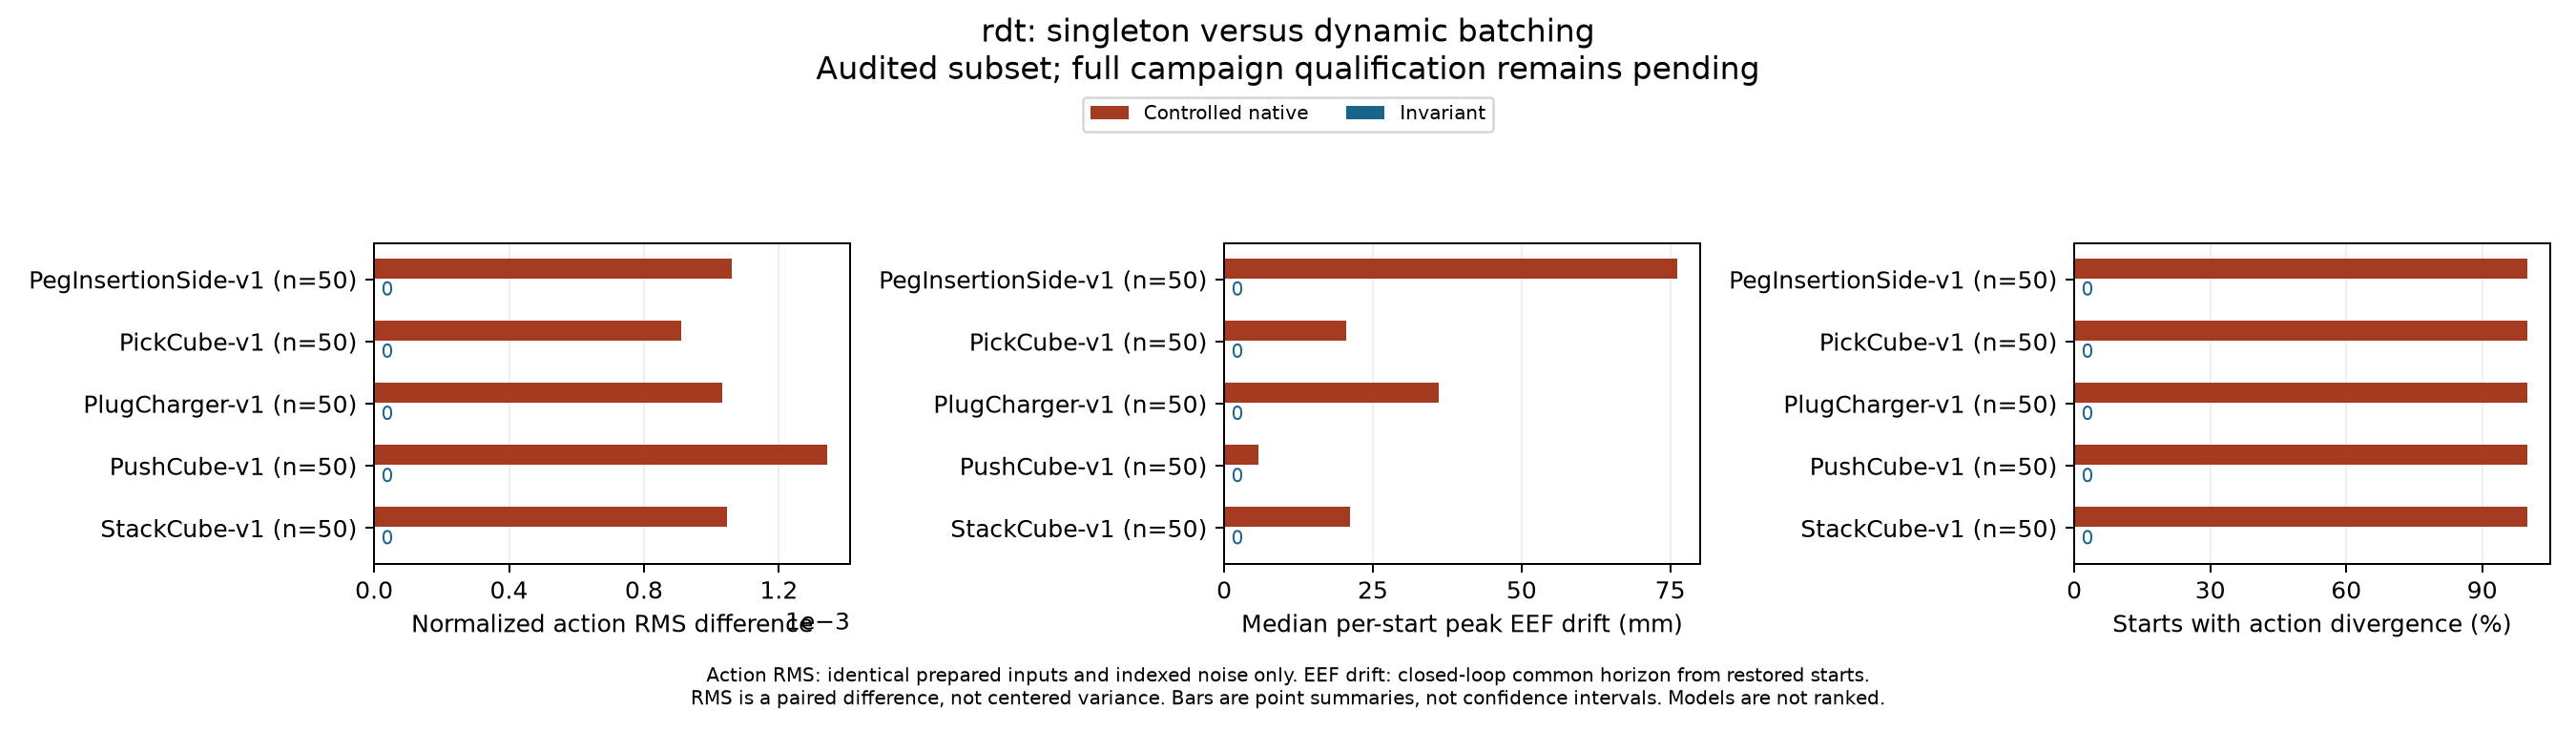 rdt: singleton versus dynamic batching
Audited subset; full campaign qualification remains pending
Controlled native
Invariant
PegInsertionSide-v1 (n=50)
0
PickCube-v1 (n=50)
0
PlugCharger-v1 (n=50)
0
PushCube-v1 (n=50)
0
StackCube-v1 (n=50)
0
0.0 0.4 0.8 1.2
1e−3
Normalized action RMS difference
PegInsertionSide-v1 (n=50)
0
PickCube-v1 (n=50)
0
PlugCharger-v1 (n=50)
0
PushCube-v1 (n=50)
0
StackCube-v1 (n=50)
0
0 25 50 75
Median per-start peak EEF drift (mm)
PegInsertionSide-v1 (n=50)
0
PickCube-v1 (n=50)
0
PlugCharger-v1 (n=50)
0
PushCube-v1 (n=50)
0
StackCube-v1 (n=50)
0
0 30 60 90
Starts with action divergence (%)
Action RMS: identical prepared inputs and indexed noise only. EEF drift: closed-loop common horizon from restored starts.
RMS is a paired difference, not centered variance. Bars are point summaries, not confidence intervals. Models are not ranked.